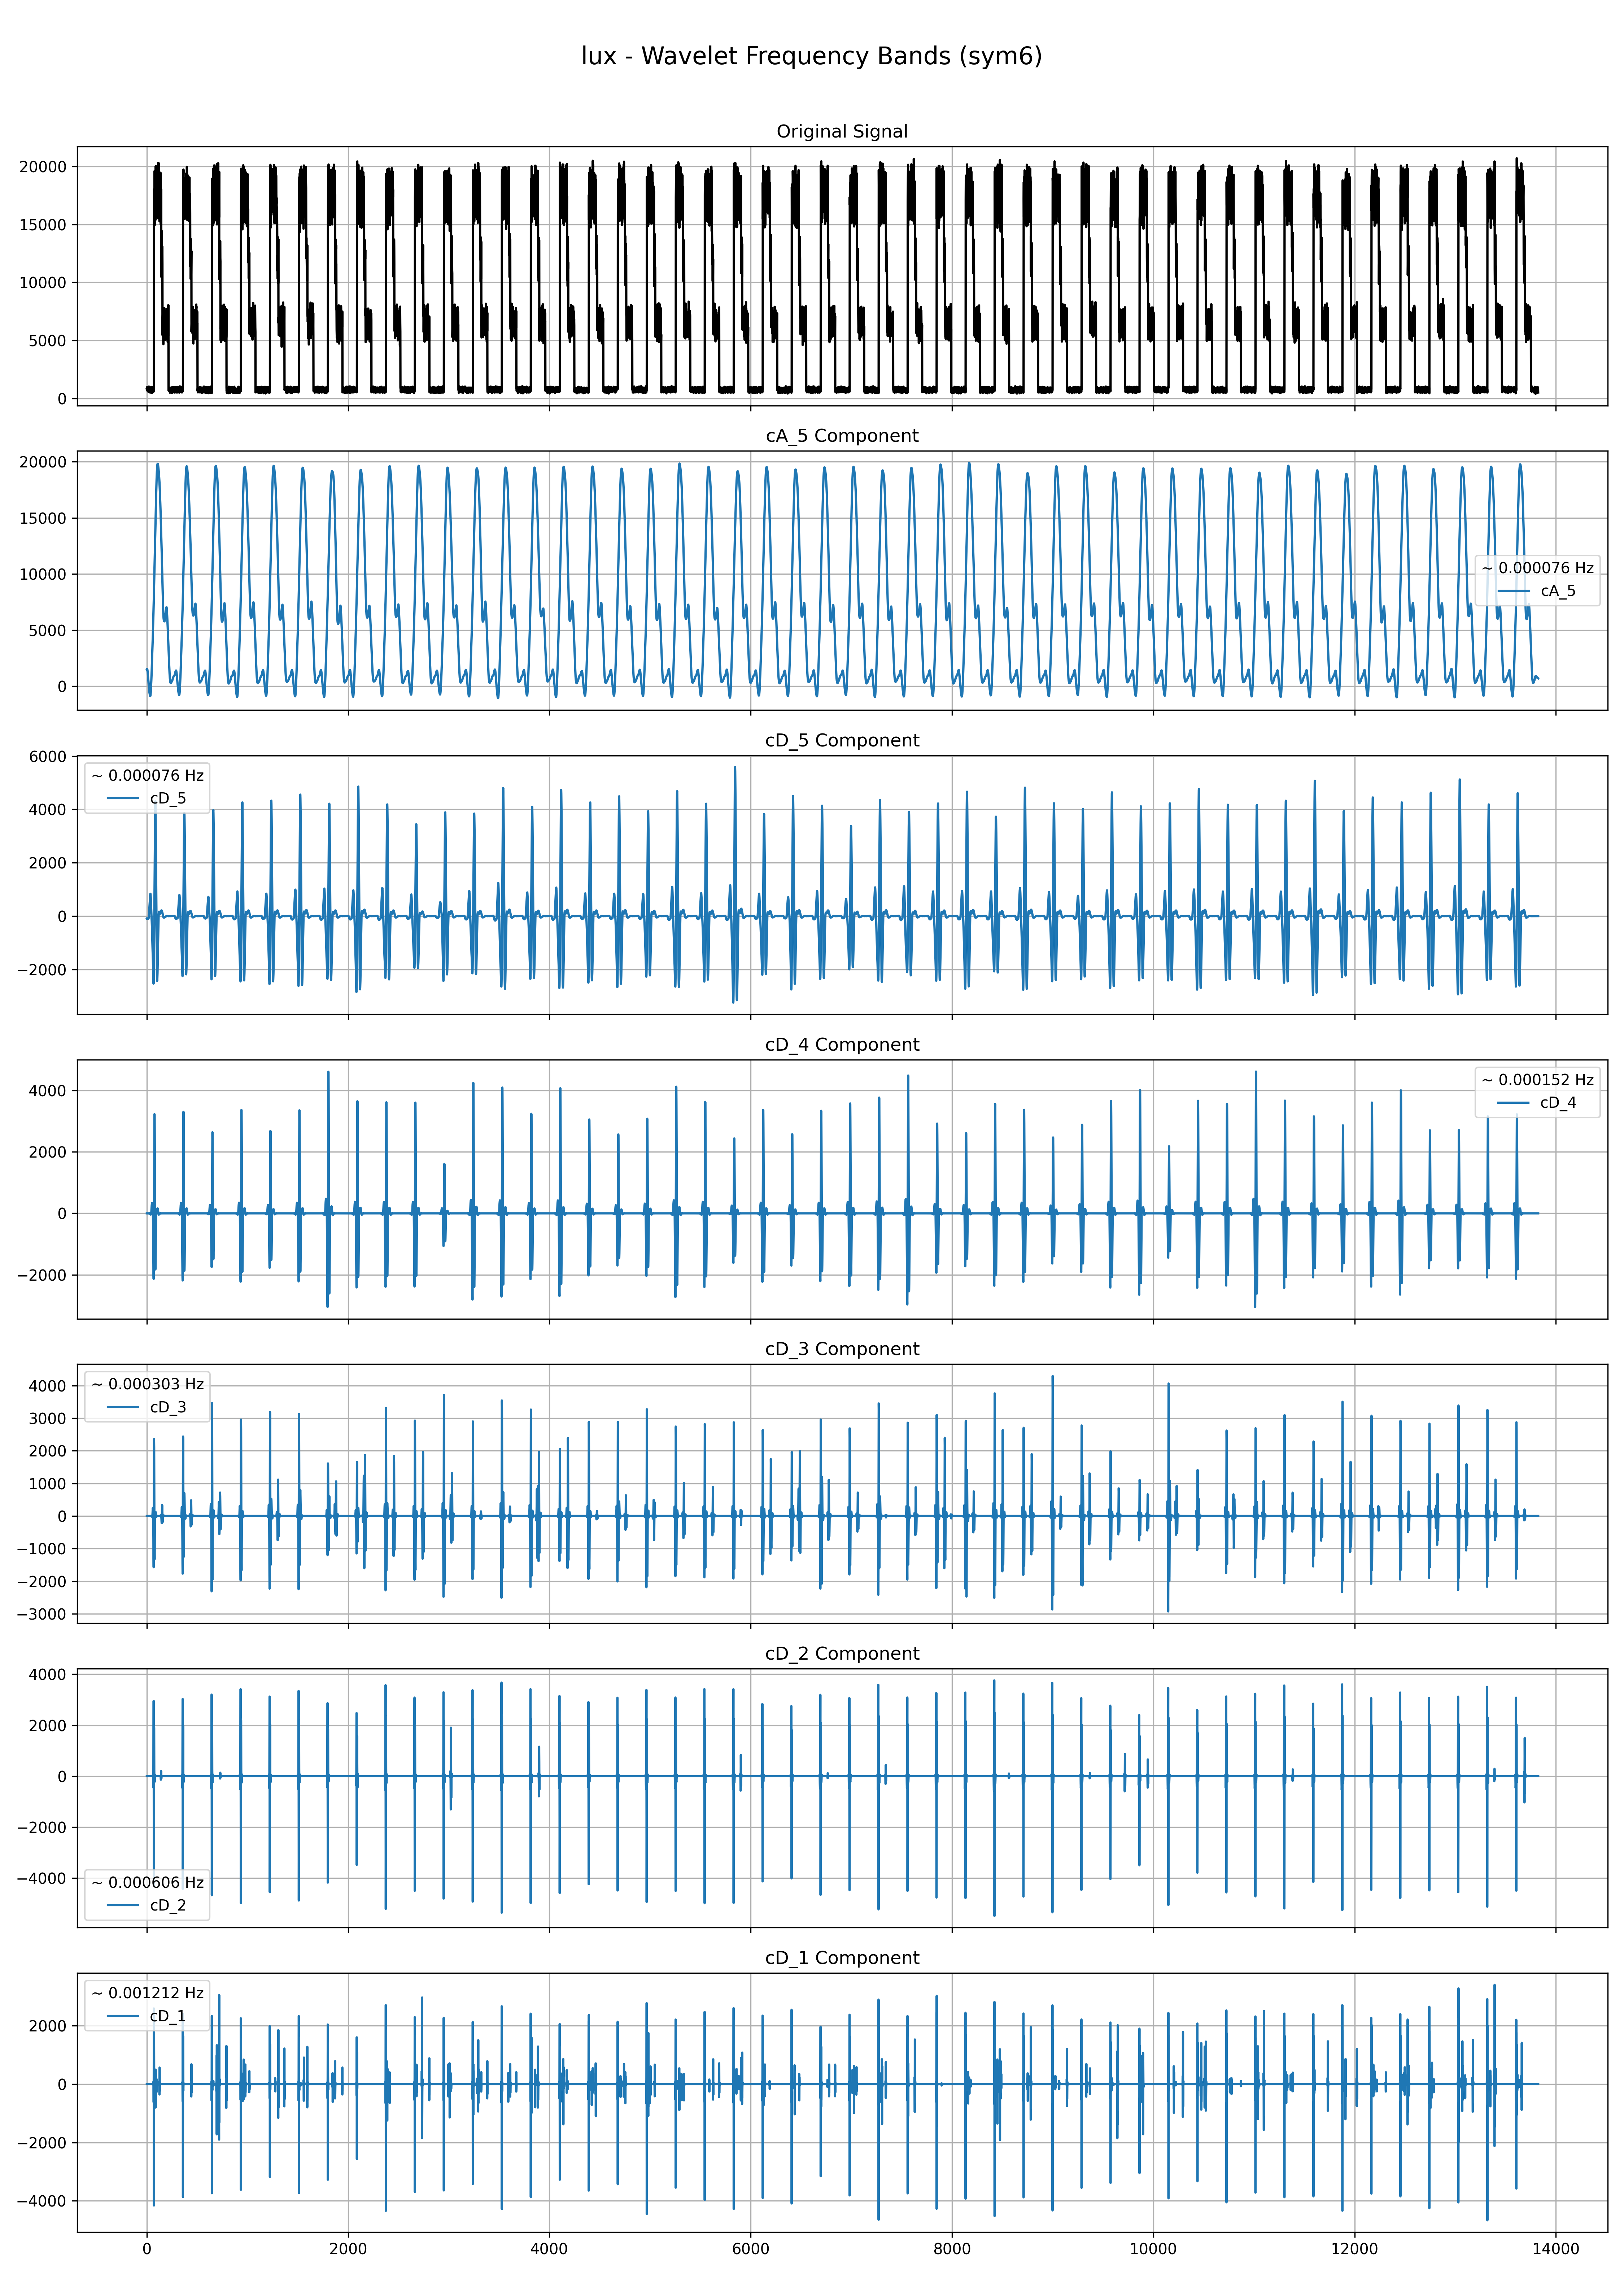 lux - Wavelet Frequency Bands (sym6)
Original Signal
20000
15000
10000
5000
0
cA_5 Component
20000
15000
10000
5000
0
~ 0.000076 Hz
cA_5
cD_5 Component
6000
4000
2000
0
−2000
~ 0.000076 Hz
cD_5
cD_4 Component
4000
2000
0
−2000
~ 0.000152 Hz
cD_4
cD_3 Component
4000
3000
2000
1000
0
−1000
−2000
−3000
~ 0.000303 Hz
cD_3
cD_2 Component
4000
2000
0
−2000
−4000
~ 0.000606 Hz
cD_2
cD_1 Component
2000
0
−2000
−4000
~ 0.001212 Hz
cD_1
0 2000 4000 6000 8000 10000 12000 14000